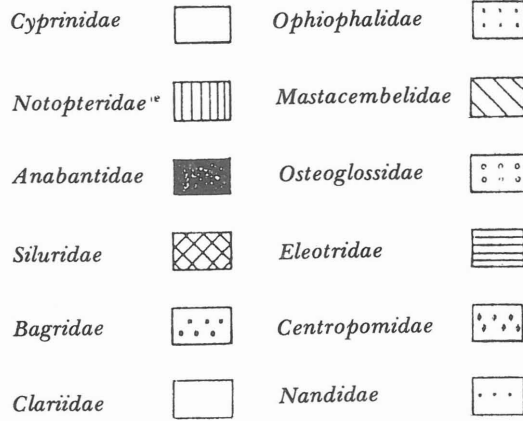 Cyprinidae
Ophiophalidae
Notopteridae
Mastacembelidae
Anabantidae
Osteoglossidae
Siluridae
Eleotridae
Bagridae
Centropomidae
Clariidae
Nandidae